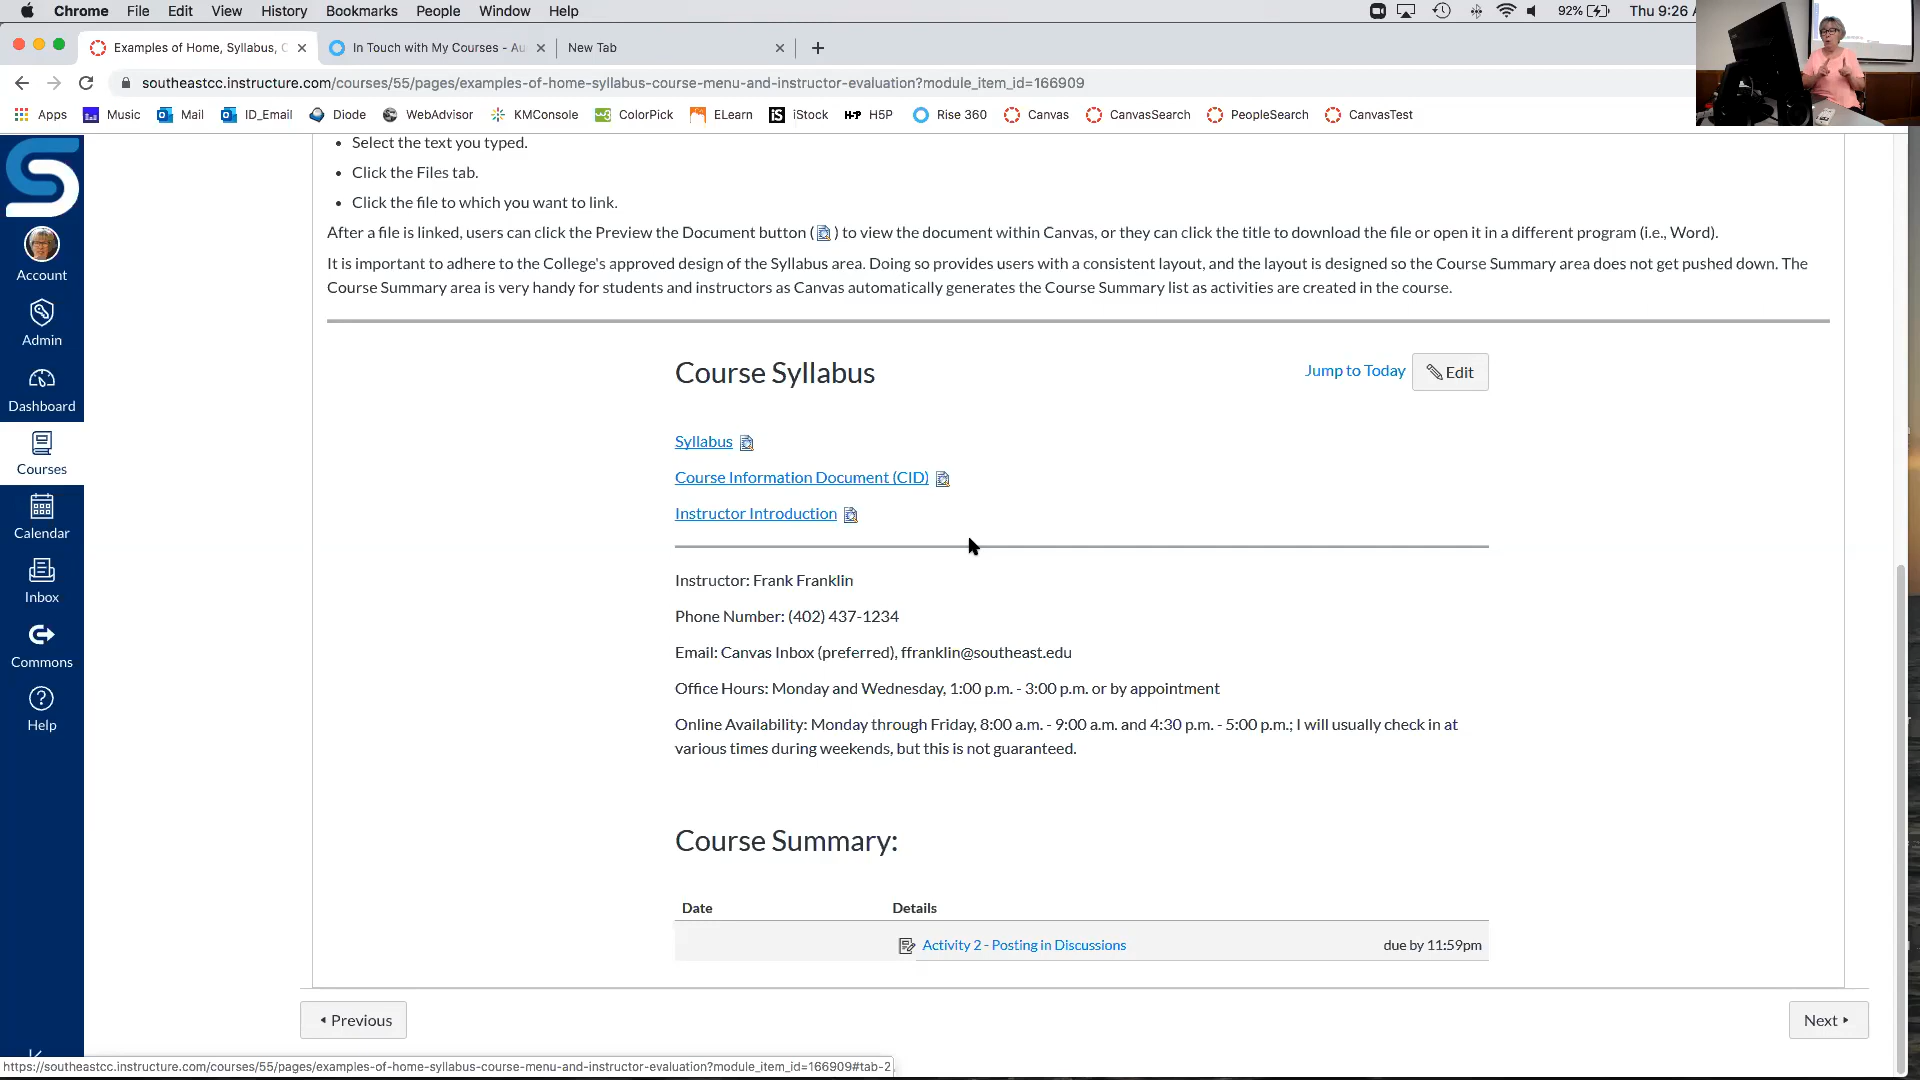 Chrome File Edit View History Bookmarks People Window Help 92% Thu 9:26
Examples of Home, Syllabus, C In Touch with My Courses - Au New Tab
southeastcc.instructure.com/courses/55/pages/examples-of-home-syllabus-course-menu-and-instructor-evaluation?module_item_id=166909
Apps Music Mail ID_Email Diode WebAdvisor KMConsole ColorPick ELearn iStock H5P Rise 360 Canvas CanvasSearch PeopleSearch CanvasTest
Account
Admin
Dashboard
Courses
Calendar
Inbox
Commons
Help
• Select the text you typed.
• Click the Files tab.
• Click the file to which you want to link.
After a file is linked, users can click the Preview the Document button ( ) to view the document within Canvas, or they can click the title to download the file or open it in a different program (i.e., Word).
It is important to adhere to the College's approved design of the Syllabus area. Doing so provides users with a consistent layout, and the layout is designed so the Course Summary area does not get pushed down. The
Course Summary area is very handy for students and instructors as Canvas automatically generates the Course Summary list as activities are created in the course.
Course Syllabus Jump to Today Edit
Syllabus
Course Information Document (CID)
Instructor Introduction
Instructor: Frank Franklin
Phone Number: (402) 437-1234
Email: Canvas Inbox (preferred), ffranklin@southeast.edu
Office Hours: Monday and Wednesday, 1:00 p.m. - 3:00 p.m. or by appointment
Online Availability: Monday through Friday, 8:00 a.m. - 9:00 a.m. and 4:30 p.m. - 5:00 p.m.; I will usually check in at
various times during weekends, but this is not guaranteed.
Course Summary:
Date Details
Activity 2 - Posting in Discussions due by 11:59pm
Previous Next
https://southeastcc.instructure.com/courses/55/pages/examples-of-home-syllabus-course-menu-and-instructor-evaluation?module_item_id=166909#tab-2